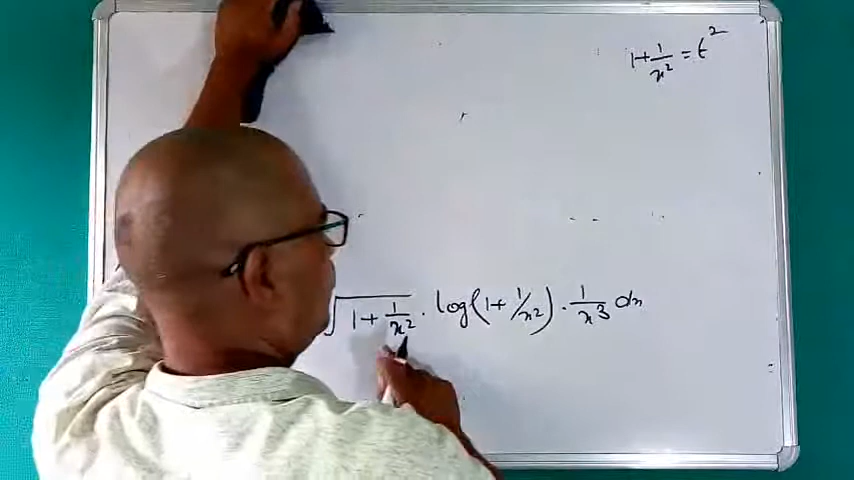 1+1/x² = t²
√(1+1/x²) · log(1+1/x²) · 1/x³ dx